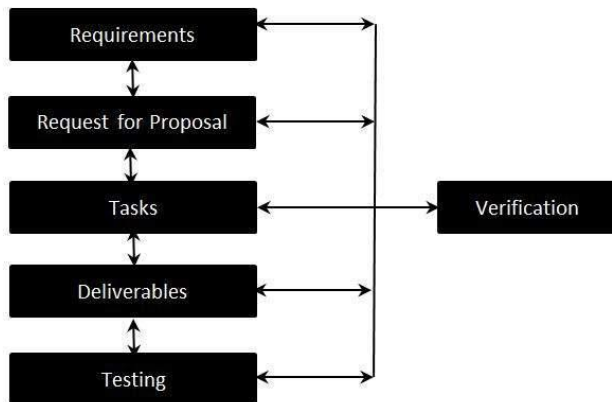 Requirements
Request for Proposal
Tasks
Verification
Deliverables
Testing